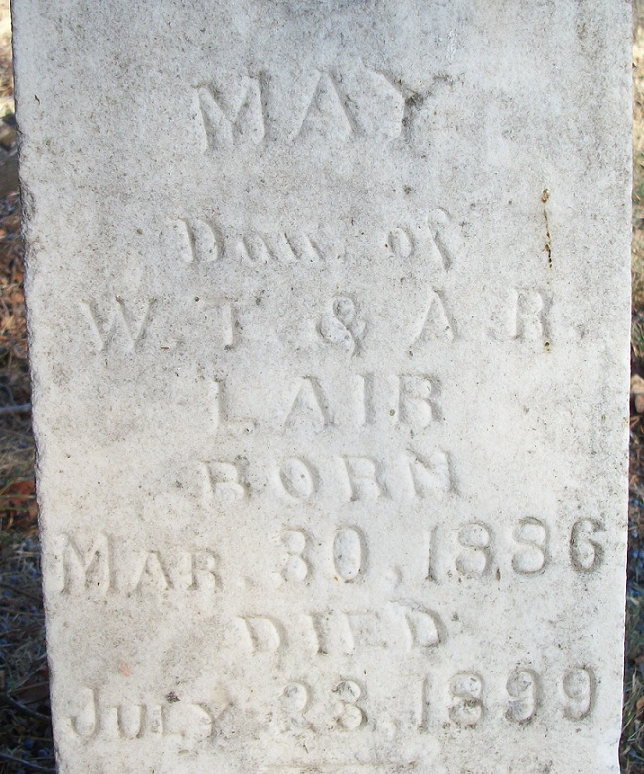 MAY
Dau. of
W. T. & A. R.
LAIR
BORN
MAR. 30, 1886
DIED
JULY 23, 1899